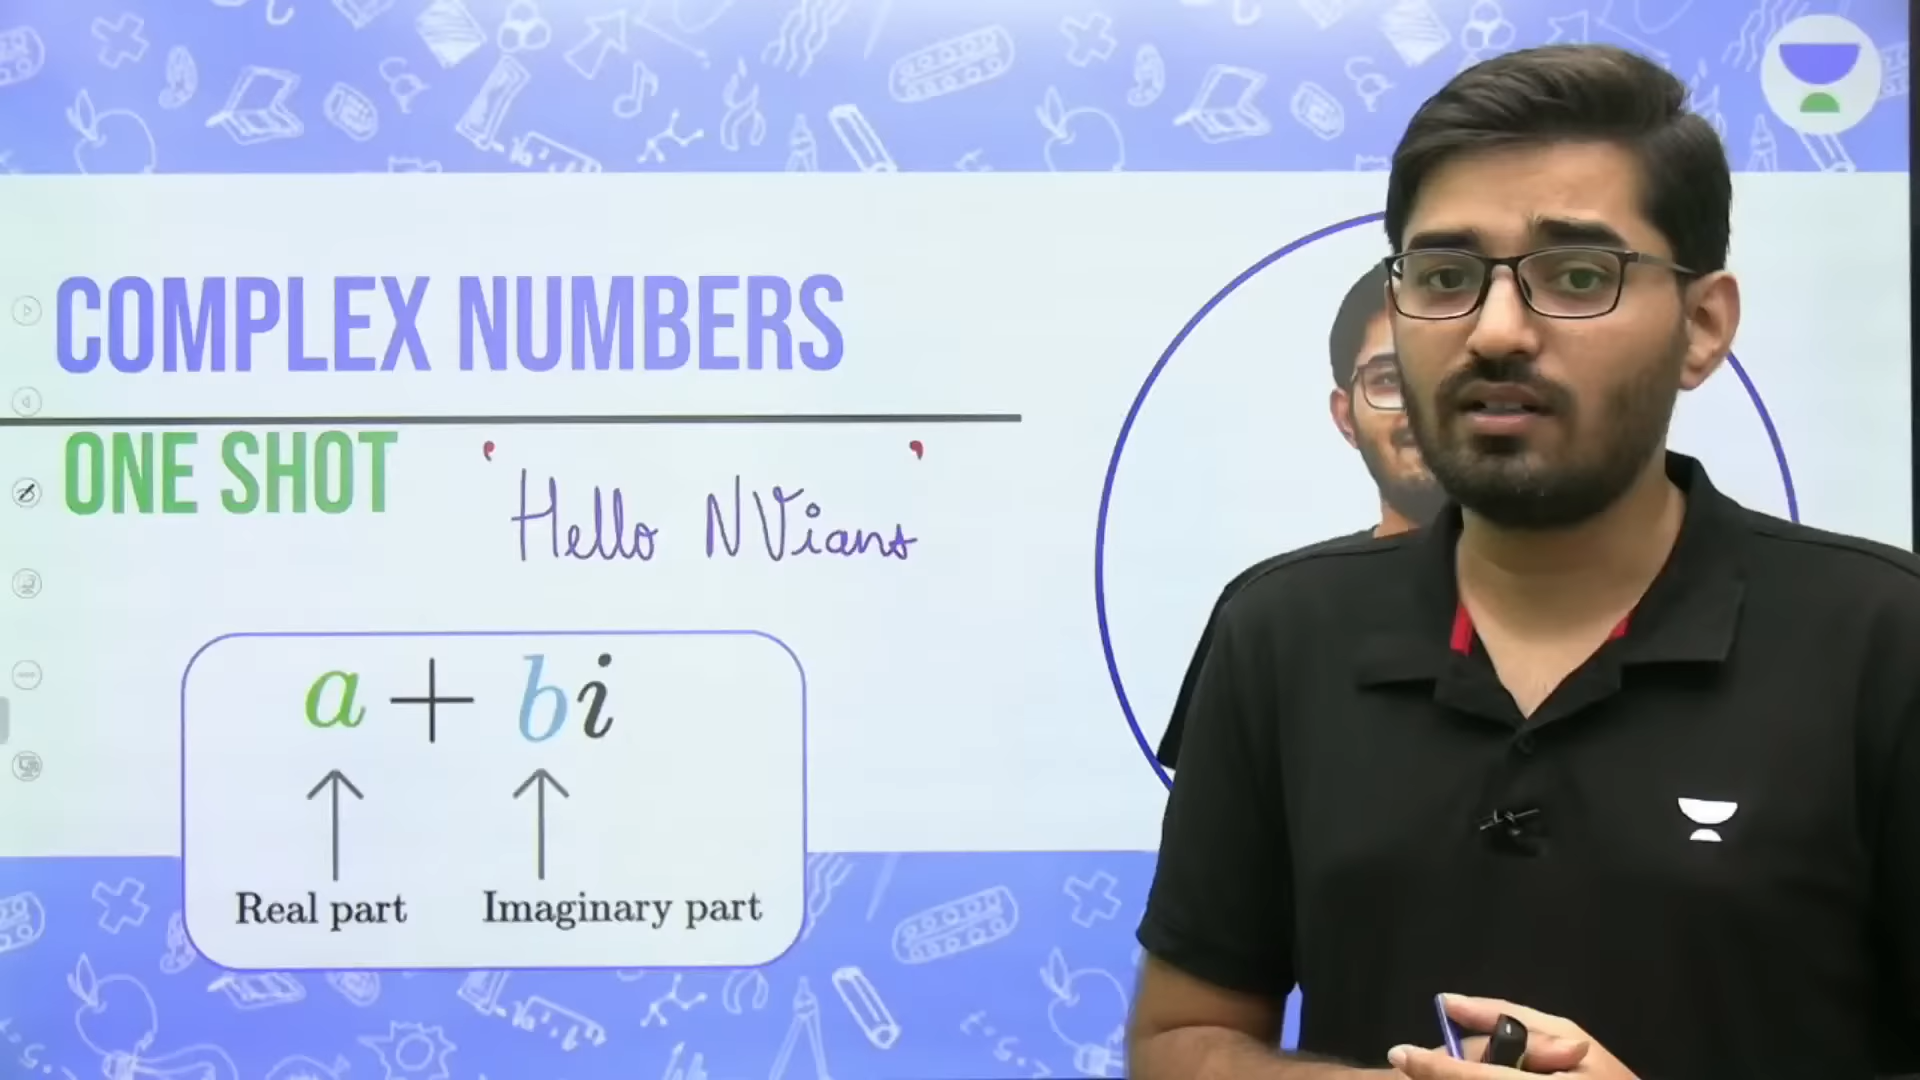 COMPLEX NUMBERS
ONE SHOT
'Hello NVians'
a + bi
Real part Imaginary part